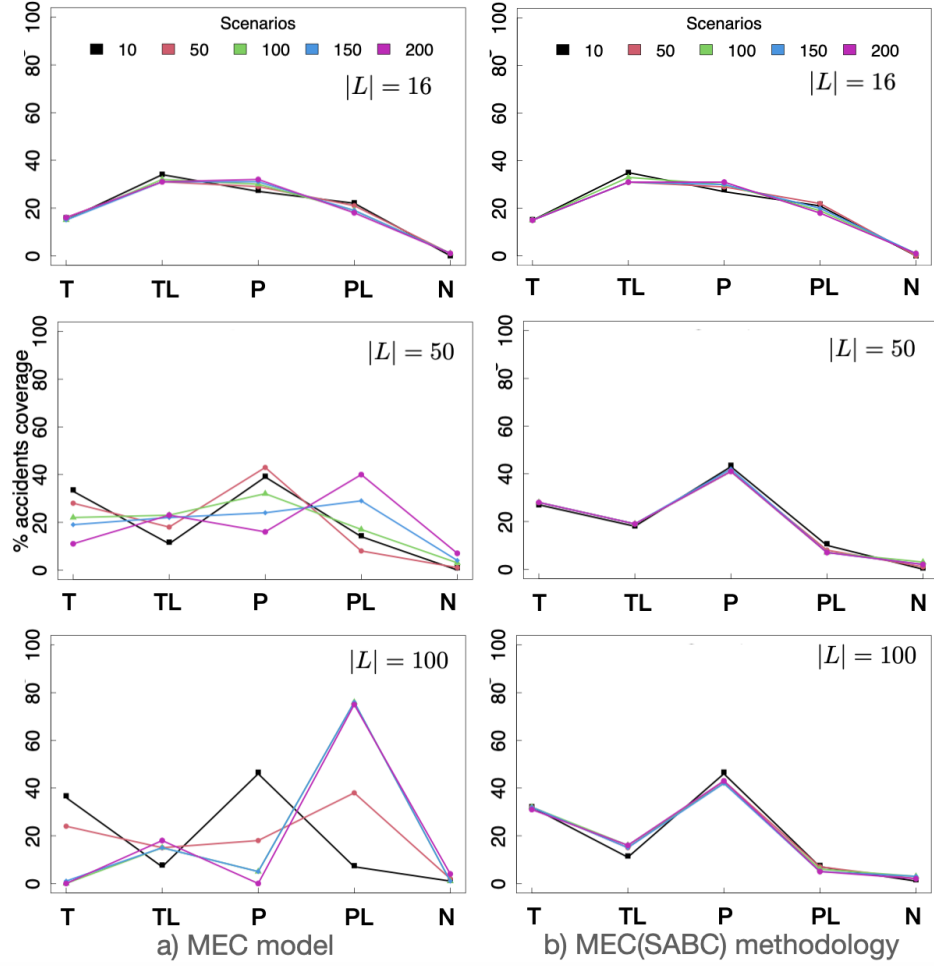 Scenarios
10 50 100 150 200
|L| = 16
100
80
60
40
20
0
T TL P PL N
Scenarios
10 50 100 150 200
|L| = 16
100
80
60
40
20
0
T TL P PL N
% accidents coverage
|L| = 50
100
80
60
40
20
0
T TL P PL N
|L| = 50
100
80
60
40
20
0
T TL P PL N
|L| = 100
100
80
60
40
20
0
T TL P PL N
a) MEC model
|L| = 100
100
80
60
40
20
0
T TL P PL N
b) MEC(SABC) methodology